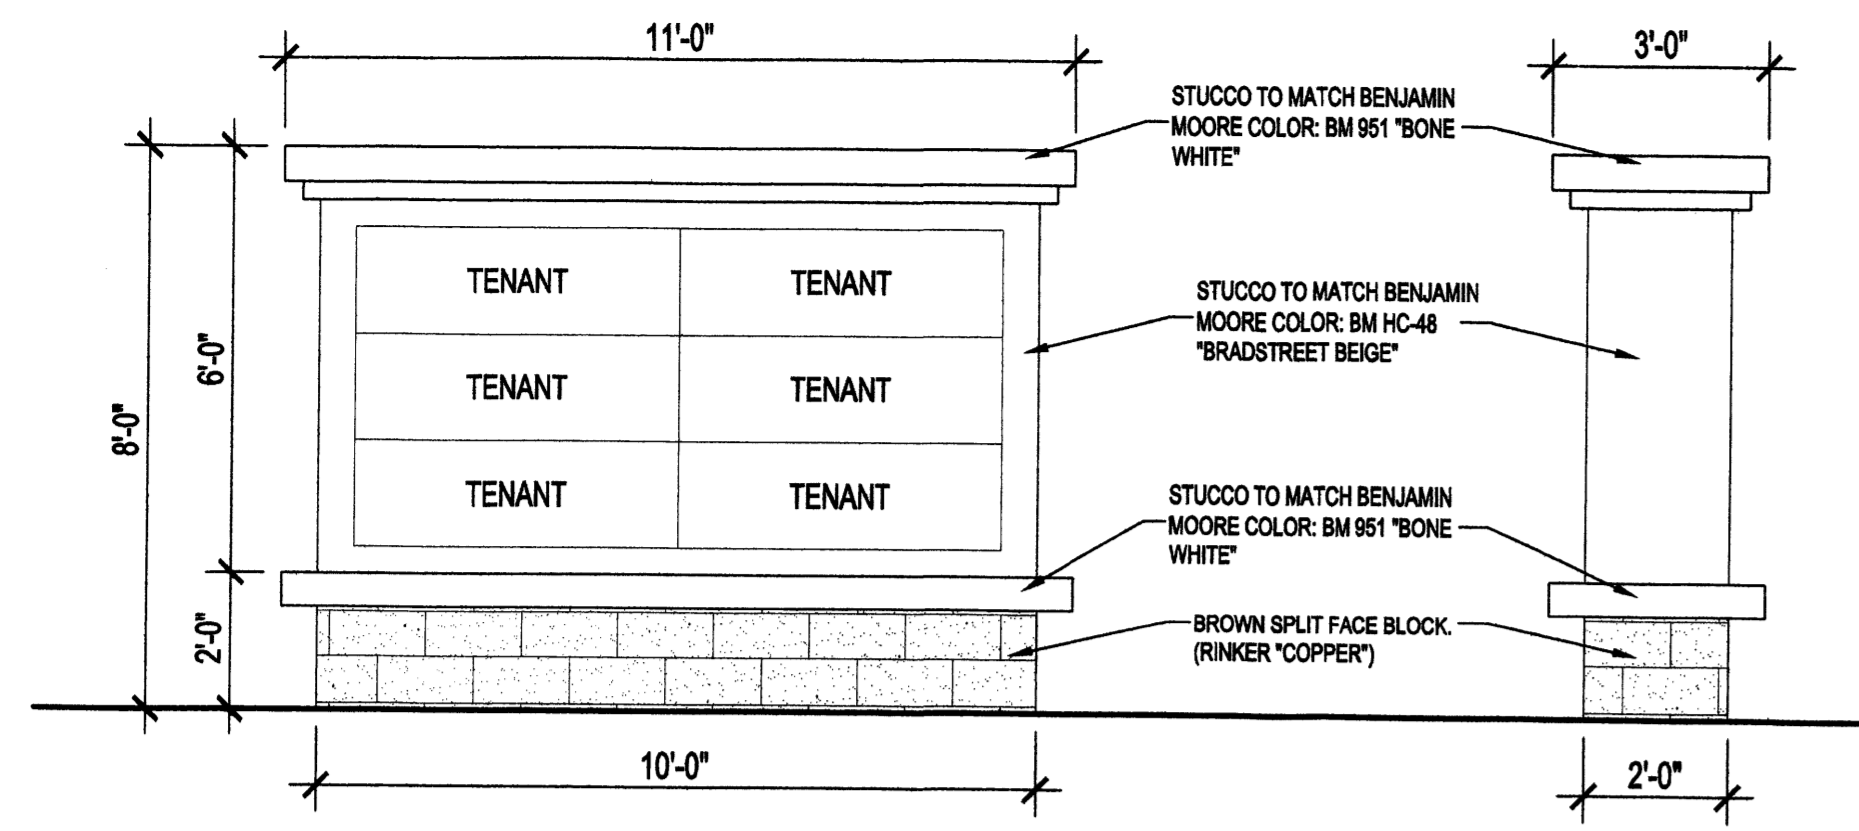 11'-0"
3'-0"
STUCCO TO MATCH BENJAMIN
MOORE COLOR: BM 951 "BONE
WHITE"
TENANT TENANT
STUCCO TO MATCH BENJAMIN
MOORE COLOR: BM HC-48
"BRADSTREET BEIGE"
6'-0"
8'-0"
TENANT TENANT
TENANT TENANT
STUCCO TO MATCH BENJAMIN
MOORE COLOR: BM 951 "BONE
WHITE"
2'-0"
BROWN SPLIT FACE BLOCK.
(RINKER "COPPER")
10'-0"
2'-0"